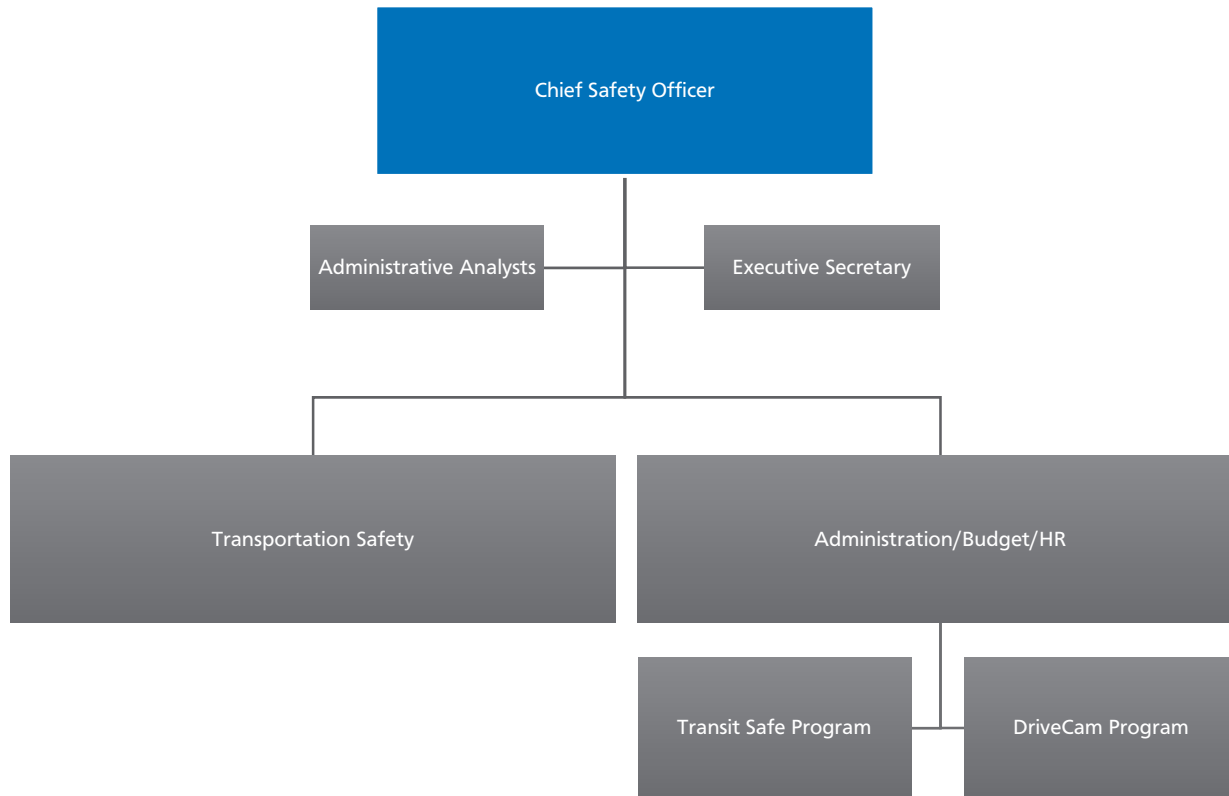 Chief Safety Officer
Administrative Analysts
Executive Secretary
Transportation Safety
Administration/Budget/HR
Transit Safe Program
DriveCam Program